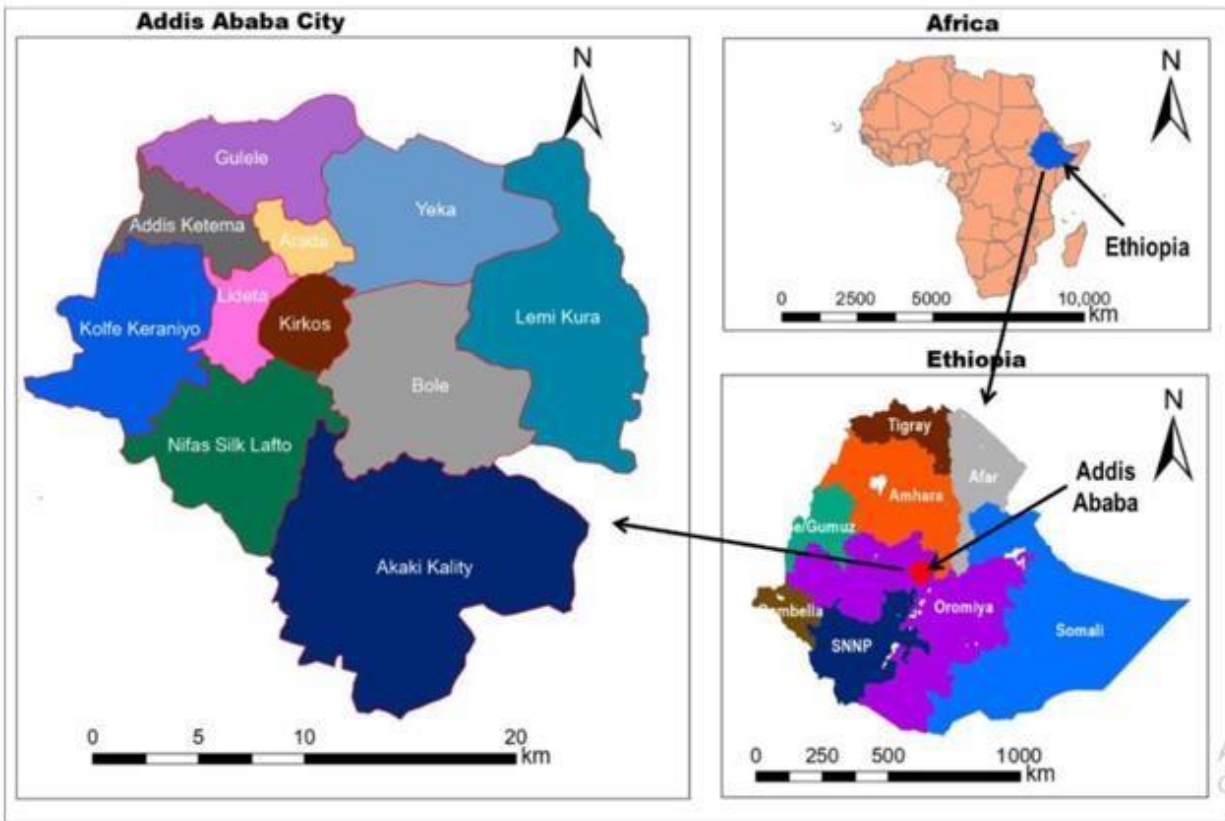 Addis Ababa City
N
Gulele
Yeka
Addis Ketema
Arada
Lideta
Kirkos
Kolfe Keraniyo
Lemi Kura
Bole
Nifas Silk Lafto
Akaki Kality
0 5 10 20
km
Africa
N
Ethiopia
0 2500 5000 10,000
km
Ethiopia
N
Tigray
Afar
Amhara
Addis
Ababa
e/Gumuz
Oromiya
Somali
SNNP
0 250 500 1000
km